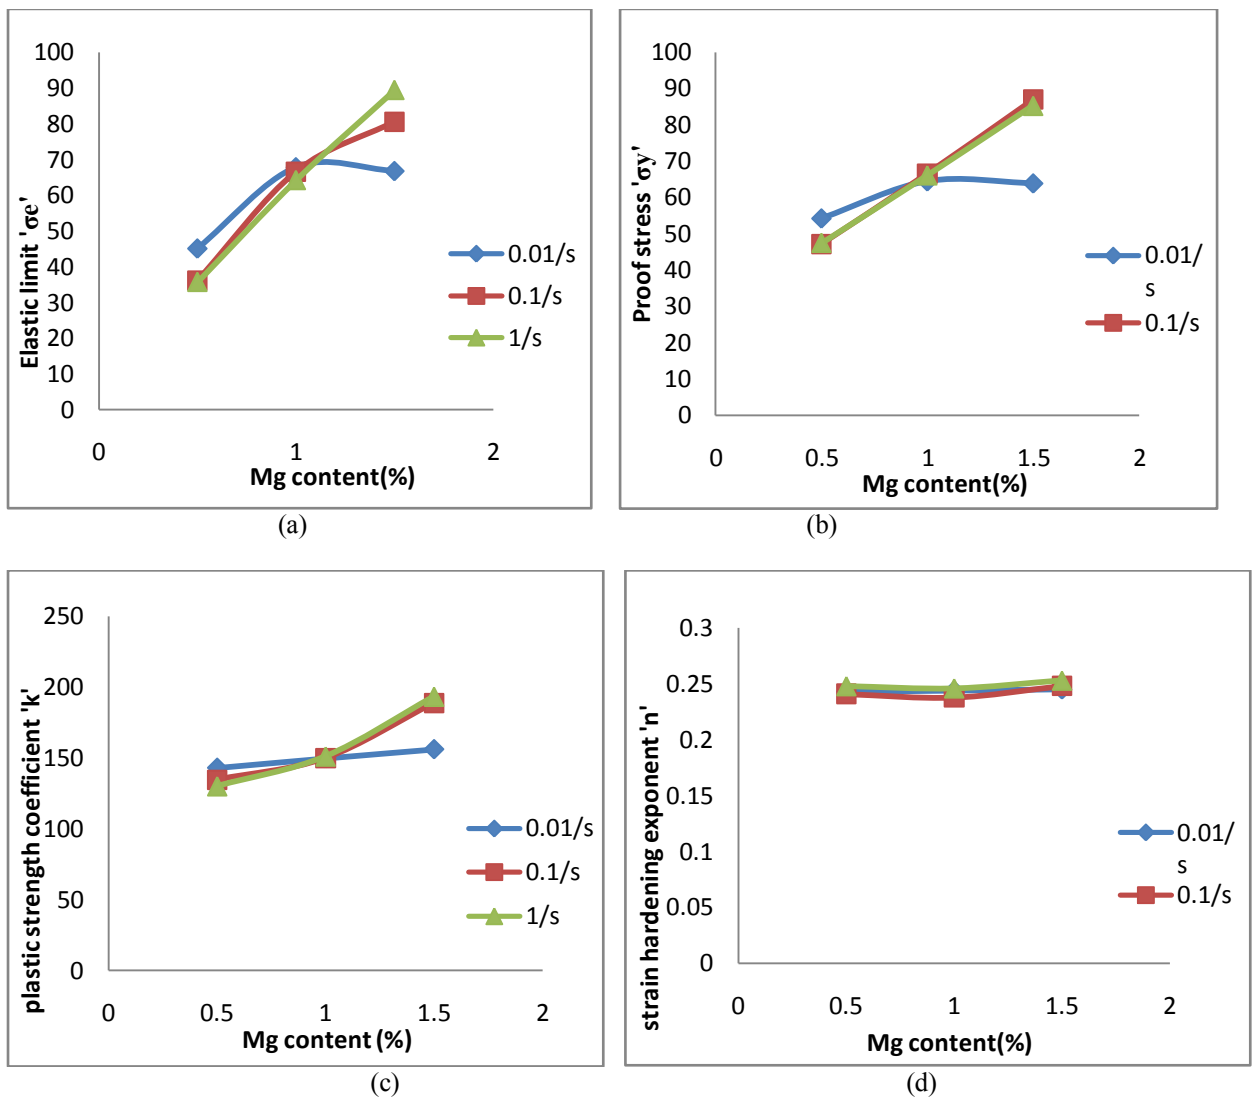 100
90
80
70
60
50
40
30
20
10
0
0 1 2
Elastic limit 'σe'
Mg content(%)
0.01/s
0.1/s
1/s
(a)
100
90
80
70
60
50
40
30
20
10
0
0 0.5 1 1.5 2
Proof stress 'σy'
Mg content(%)
0.01/
s
0.1/s
(b)
250
200
150
100
50
0
0 0.5 1 1.5 2
plastic strength coefficient 'k'
Mg content (%)
0.01/s
0.1/s
1/s
(c)
0.3
0.25
0.2
0.15
0.1
0.05
0
0 0.5 1 1.5 2
strain hardening exponent 'n'
Mg content(%)
0.01/
s
0.1/s
(d)